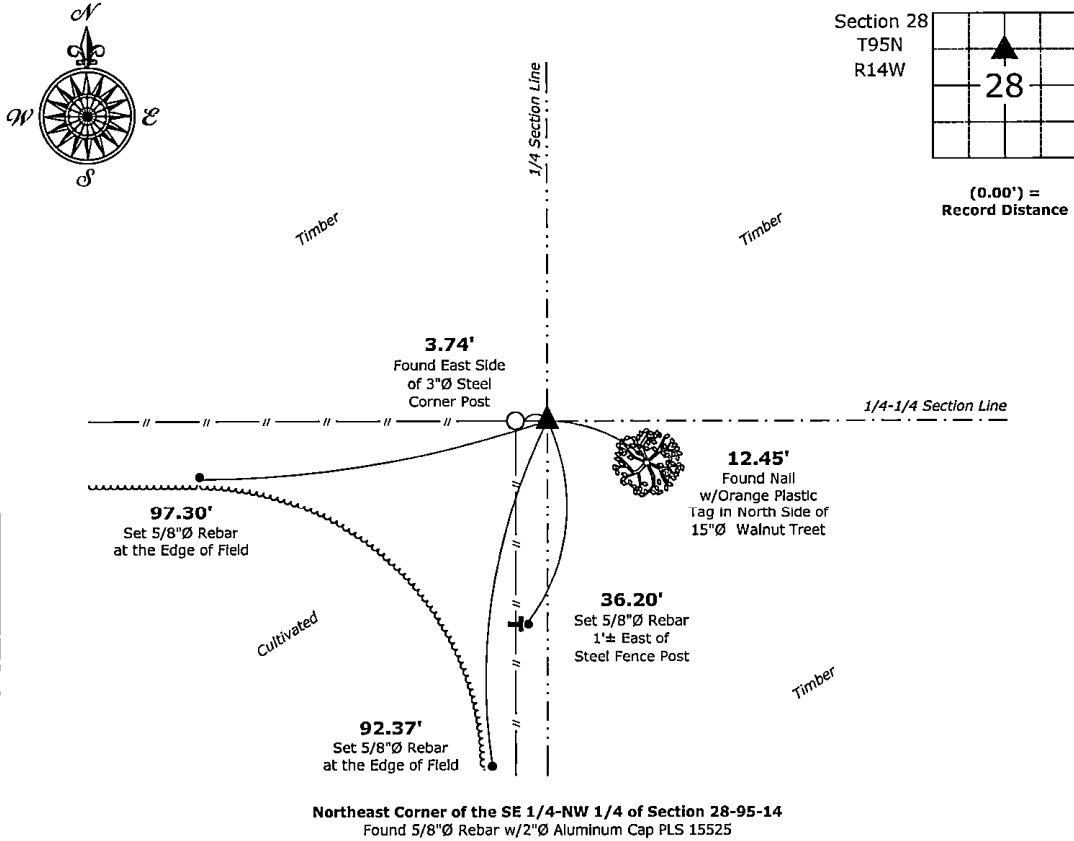 N
W
E
S
Section 28
T95N
R14W
28
(0.00') =
Record Distance
1/4 Section Line
Timber
Timber
3.74'
Found East Side
of 3"Ø Steel
Corner Post
1/4-1/4 Section Line
12.45'
Found Nail
w/Orange Plastic
Tag in North Side of
15"Ø Walnut Treet
97.30'
Set 5/8"Ø Rebar
at the Edge of Field
36.20'
Set 5/8"Ø Rebar
1'± East of
Steel Fence Post
Cultivated
Timber
92.37'
Set 5/8"Ø Rebar
at the Edge of Field
Northeast Corner of the SE 1/4-NW 1/4 of Section 28-95-14
Found 5/8"Ø Rebar w/2"Ø Aluminum Cap PLS 15525